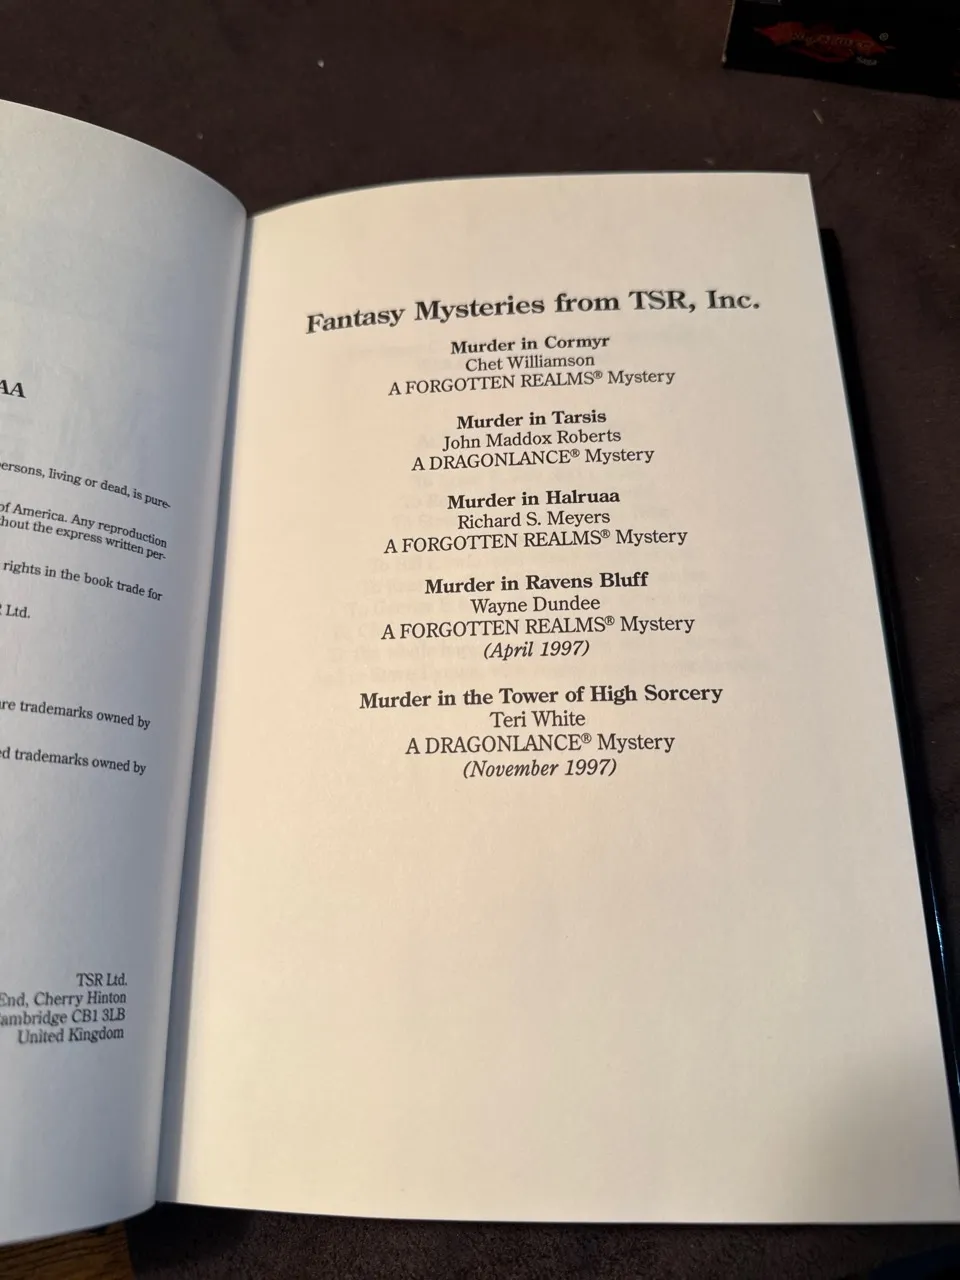 AA
ersons, living or dead, is pure-
of America. Any reproduction
hout the express written per-
rights in the book trade for
Ltd.
re trademarks owned by
d trademarks owned by
TSR Ltd.
End, Cherry Hinton
ambridge CB1 3LB
United Kingdom
Fantasy Mysteries from TSR, Inc.
Murder in Cormyr
Chet Williamson
A FORGOTTEN REALMS® Mystery
Murder in Tarsis
John Maddox Roberts
A DRAGONLANCE® Mystery
Murder in Halruaa
Richard S. Meyers
A FORGOTTEN REALMS® Mystery
Murder in Ravens Bluff
Wayne Dundee
A FORGOTTEN REALMS® Mystery
(April 1997)
Murder in the Tower of High Sorcery
Teri White
A DRAGONLANCE® Mystery
(November 1997)